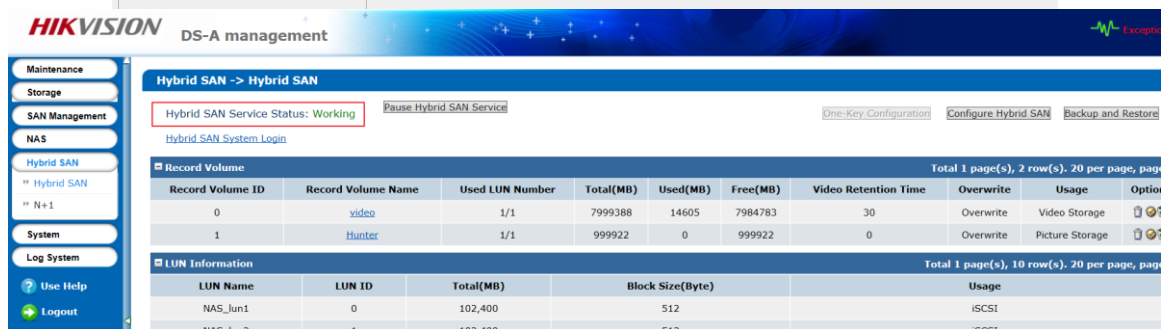 HIKVISION DS-A management
Maintenance
Storage
SAN Management
NAS
Hybrid SAN
» Hybrid SAN
» N+1
System
Log System
Use Help
Logout
Hybrid SAN -> Hybrid SAN
Hybrid SAN Service Status: Working Pause Hybrid SAN Service One-Key Configuration Configure Hybrid SAN Backup and Restore
Hybrid SAN System Login
Record Volume Total 1 page(s), 2 row(s). 20 per page, page
Record Volume ID Record Volume Name Used LUN Number Total(MB) Used(MB) Free(MB) Video Retention Time Overwrite Usage
0 video 1/1 7999388 14605 7984783 30 Overwrite Video Storage
1 Hunter 1/1 999922 0 999922 0 Overwrite Picture Storage
LUN Information Total 1 page(s), 10 row(s). 20 per page, page
LUN Name LUN ID Total(MB) Block Size(Byte) Usage
NAS_lun1 0 102,400 512 iSCSI